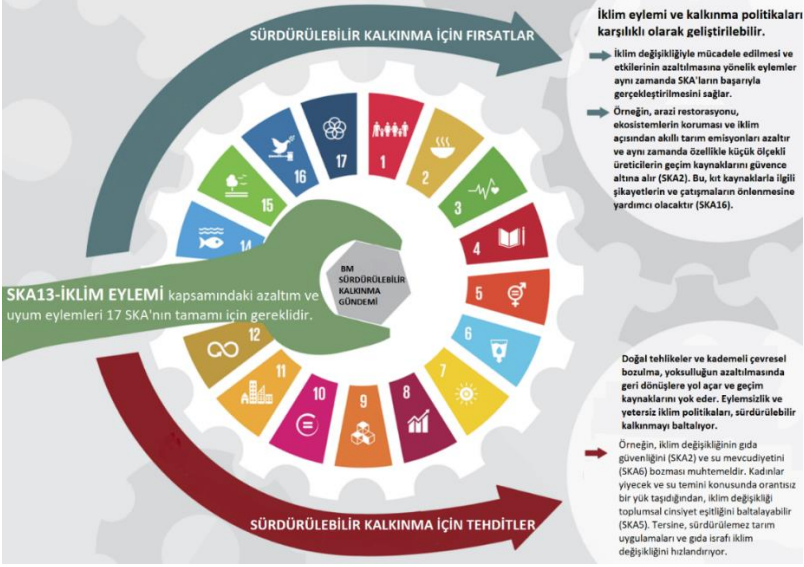 SÜRDÜRÜLEBİLİR KALKINMA İÇİN FIRSATLAR
İklim eylemi ve kalkınma politikaları
karşılıklı olarak geliştirilebilir.
İklim değişikliğiyle mücadele edilmesi ve
etkilerinin azaltılmasına yönelik eylemler
aynı zamanda SKA'ların başarıyla
gerçekleştirilmesini sağlar.
Örneğin, arazi restorasyonu,
ekosistemlerin koruması ve iklim
açısından akıllı tarım emisyonları azaltır
ve aynı zamanda özellikle küçük ölçekli
üreticilerin geçim kaynaklarını güvence
altına alır (SKA2). Bu, kıt kaynaklarla ilgili
şikayetlerin ve çatışmaların önlenmesine
yardımcı olacaktır (SKA16).
1
2
3
4
5
6
7
8
9
10
11
12
14
15
16
17
BM
SÜRDÜRÜLEBİLİR
KALKINMA
GÜNDEMİ
SKA13-İKLİM EYLEMİ kapsamındaki azaltım ve
uyum eylemleri 17 SKA'nın tamamı için gereklidir.
Doğal tehlikeler ve kademeli çevresel
bozulma, yoksulluğun azaltılmasında
geri dönüşlere yol açar ve geçim
kaynaklarını yok eder. Eylemsizlik ve
yetersiz iklim politikaları, sürdürülebilir
kalkınmayı baltalıyor.
Örneğin, iklim değişikliğinin gıda
güvenliğini (SKA2) ve su mevcudiyetini
(SKA6) bozması muhtemeldir. Kadınlar
yiyecek ve su temini konusunda orantısız
bir yük taşıdığından, iklim değişikliği
toplumsal cinsiyet eşitliğini baltalayabilir
(SKA5). Tersine, sürdürülemez tarım
uygulamaları ve gıda israfı iklim
değişikliğini hızlandırıyor.
SÜRDÜRÜLEBİLİR KALKINMA İÇİN TEHDİTLER